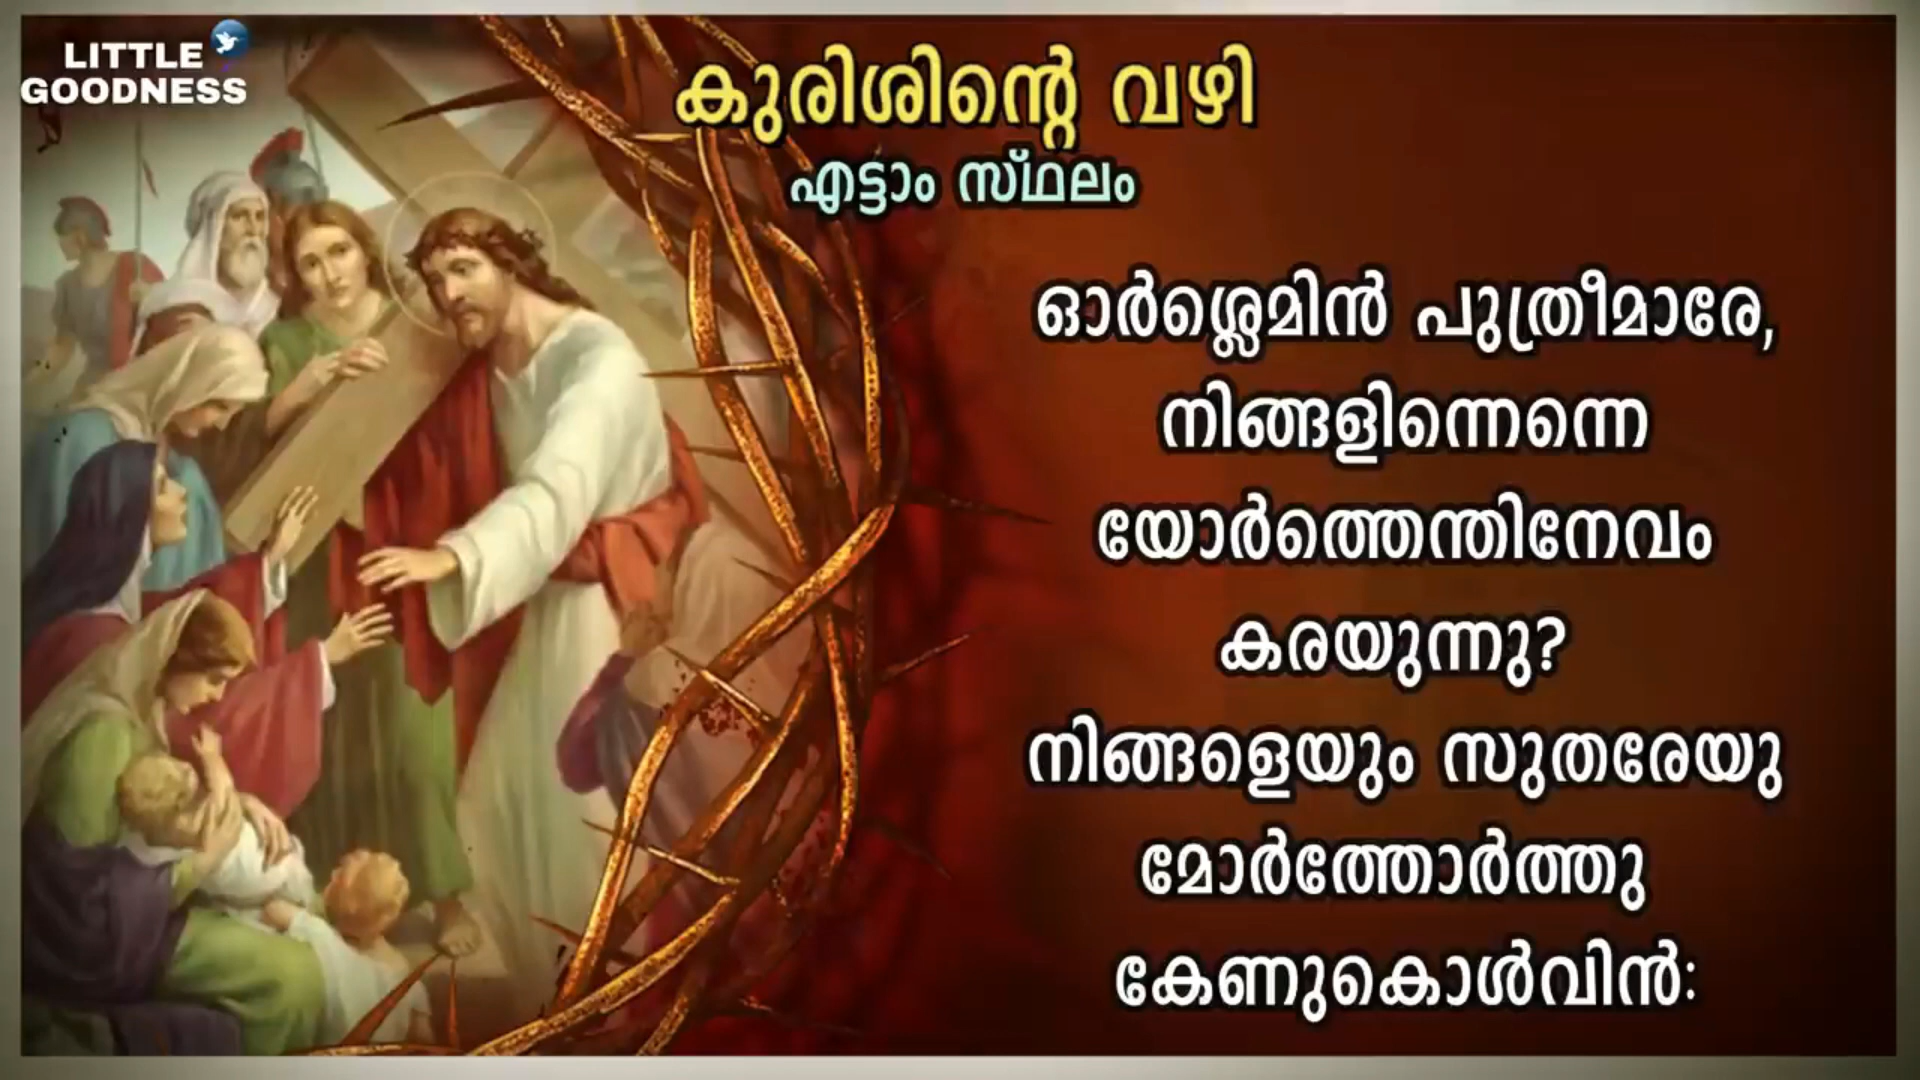 LITTLE
GOODNESS
കുരിശിന്റെ വഴി
എട്ടാം സ്ഥലം
ഓർശ്ലെമിൻ പുത്രീമാരേ,
നിങ്ങളിന്നെന്നെ
യോർത്തെന്തിനേവം
കരയുന്നു?
നിങ്ങളെയും സുതരേയു
മോർത്തോർത്തു
കേണുകൊൾവിൻ: